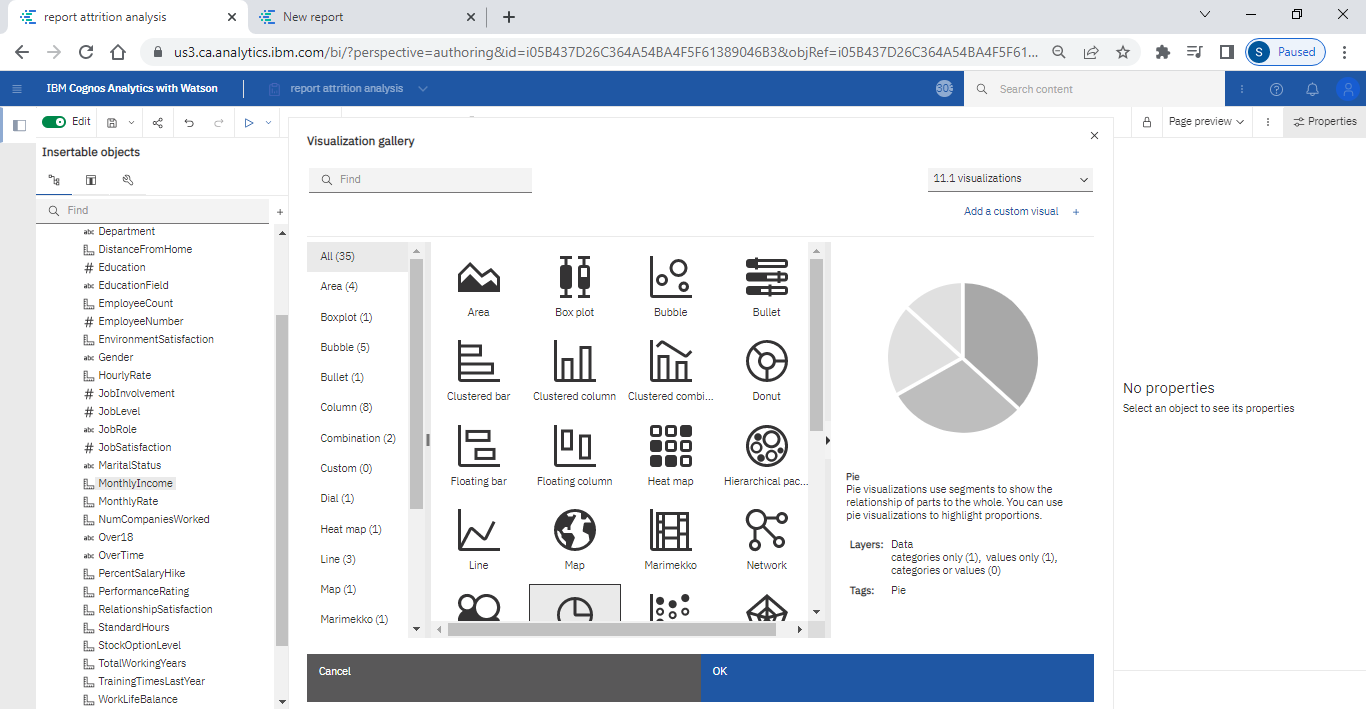 report attrition analysis
New report
us3.ca.analytics.ibm.com/bi/?perspective=authoring&id=i05B437D26C364A54BA4F5F61389046B3&objRef=i05B437D26C364A54BA4F5F61...
S Paused
IBM Cognos Analytics with Watson
report attrition analysis
303
Search content
Edit
Page preview
Properties
Insertable objects
Find
abc Department
DistanceFromHome
# Education
abc EducationField
EmployeeCount
# EmployeeNumber
EnvironmentSatisfaction
abc Gender
HourlyRate
# JobInvolvement
# JobLevel
abc JobRole
# JobSatisfaction
abc MaritalStatus
MonthlyIncome
MonthlyRate
NumCompaniesWorked
abc Over18
abc OverTime
PercentSalaryHike
PerformanceRating
RelationshipSatisfaction
StandardHours
StockOptionLevel
TotalWorkingYears
TrainingTimesLastYear
WorkLifeBalance
Visualization gallery
Find
11.1 visualizations
Add a custom visual +
All (35)
Area (4)
Boxplot (1)
Bubble (5)
Bullet (1)
Column (8)
Combination (2)
Custom (0)
Dial (1)
Heat map (1)
Line (3)
Map (1)
Marimekko (1)
Area
Box plot
Bubble
Bullet
Clustered bar
Clustered column
Clustered combi...
Donut
Floating bar
Floating column
Heat map
Hierarchical pac...
Line
Map
Marimekko
Network
Pie
Pie visualizations use segments to show the
relationship of parts to the whole. You can use
pie visualizations to highlight proportions.
Layers: Data
categories only (1), values only (1),
categories or values (0)
Tags: Pie
Cancel
OK
No properties
Select an object to see its properties